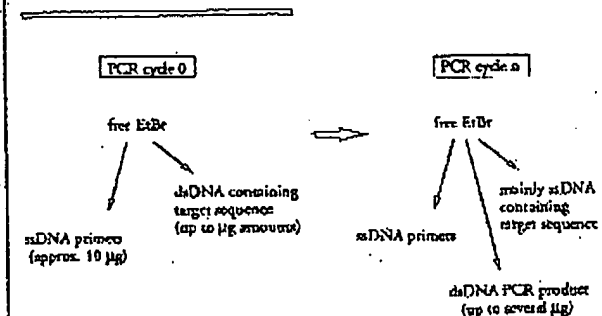 PCR cycle 0
free EtBr
ssDNA primers
(approx. 10 µg)
dsDNA containing
target sequence
(up to µg amounts)
PCR cycle n
free EtBr
ssDNA primers
mainly ssDNA
containing
target sequence
dsDNA PCR product
(up to several µg)